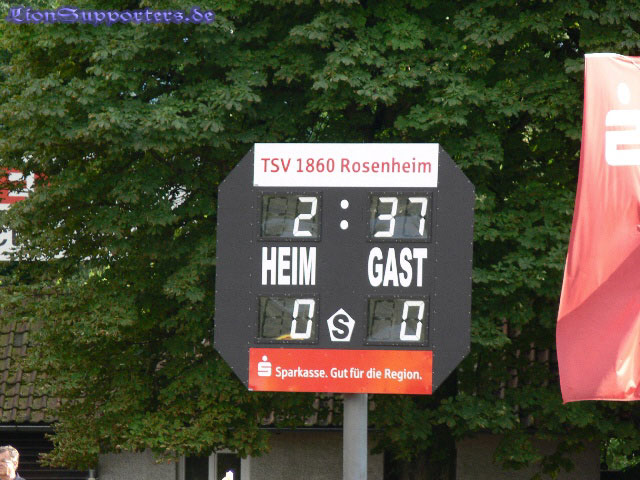 LionSupporters.de
TSV 1860 Rosenheim
2 : 37
HEIM GAST
0 S 0
Sparkasse. Gut für die Region.